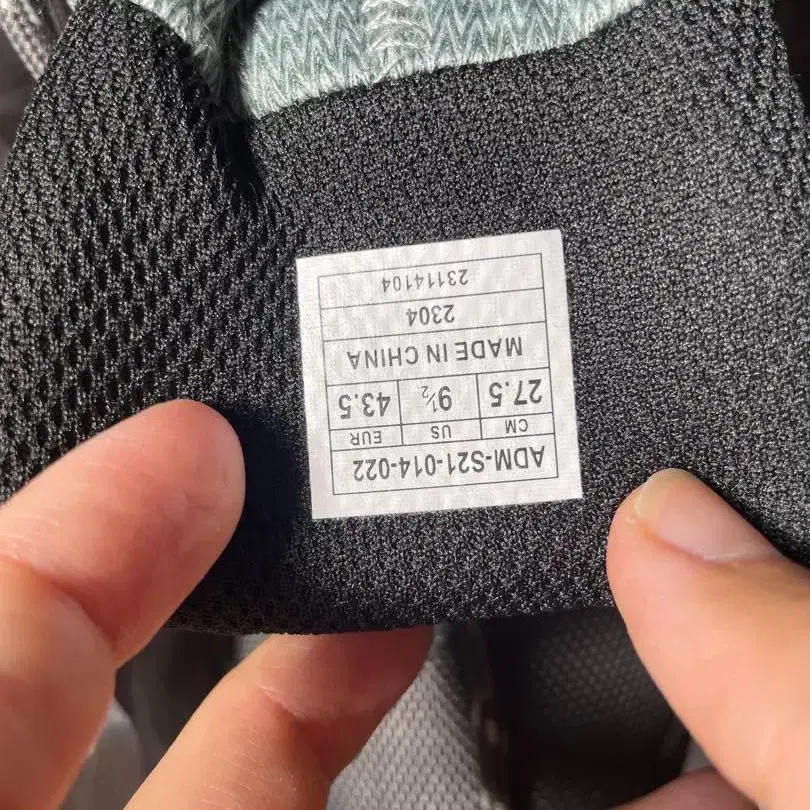 ADM-S21-014-022
CM US EUR
27.5 9½ 43.5
MADE IN CHINA
2304
23114104